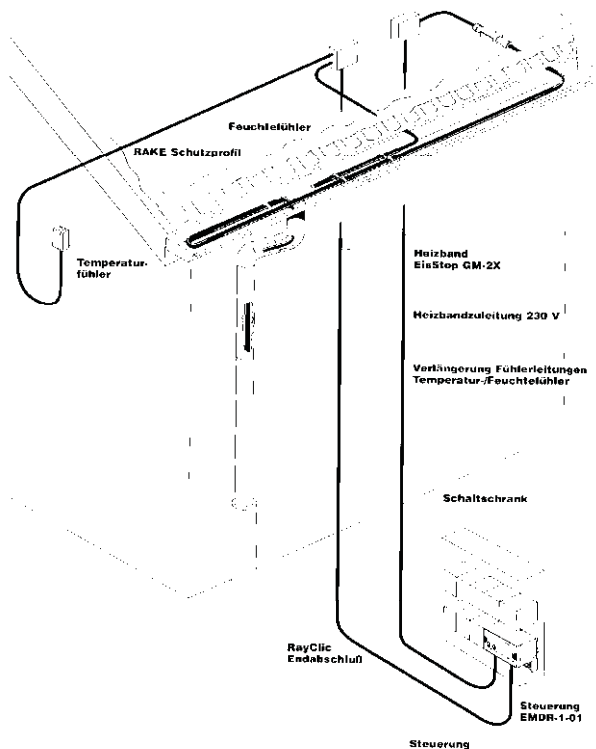 Feuchtefühler
RAKE Schutzprofil
Temperatur-
fühler
Heizband
EisStop GM-2X
Heizbandzuleitung 230 V
Verlängerung Fühlerleitungen
Temperatur-/Feuchtefühler
Schaltschrank
RayClic
Endabschluß
Steuerung
EMDR-1-01
Steuerung